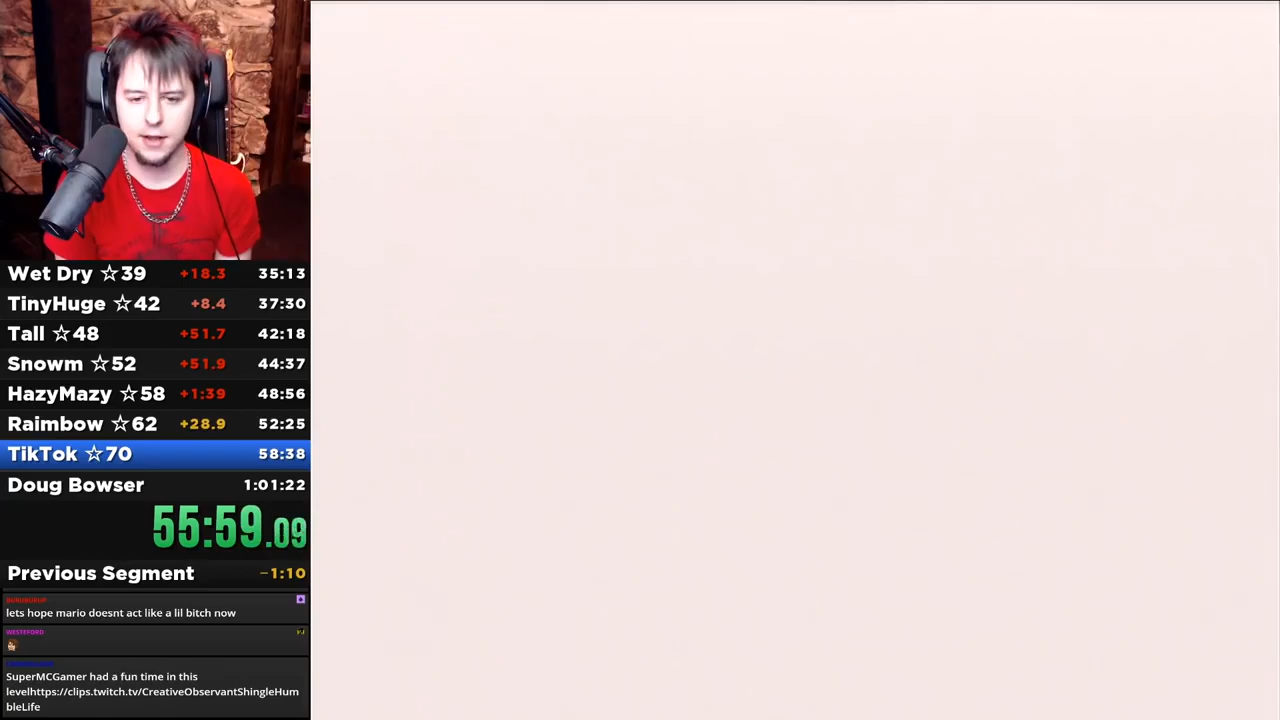 Wet Dry ☆39 +18.3 35:13
TinyHuge ☆42 +8.4 37:30
Tall ☆48 +51.7 42:18
Snowm ☆52 +51.9 44:37
HazyMazy ☆58 +1:39 48:56
Raimbow ☆62 +28.9 52:25
TikTok ☆70 58:38
Doug Bowser 1:01:22
55:59.09
Previous Segment −1:10
lets hope mario doesnt act like a lil bitch now
WESTEFORD
SuperMCGamer had a fun time in this
levelhttps://clips.twitch.tv/CreativeObservantShingleHum
bleLife